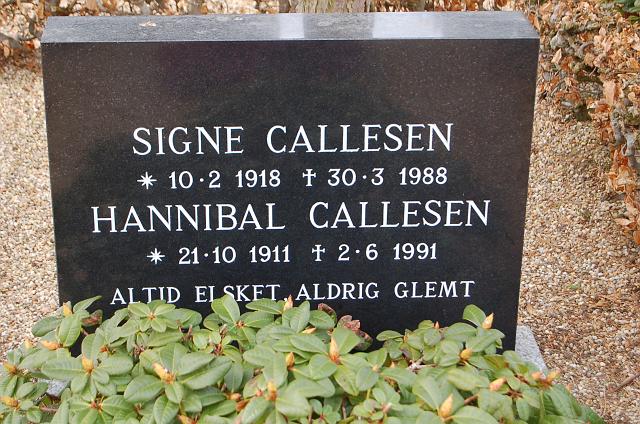 SIGNE CALLESEN
* 10·2 1918 † 30·3 1988
HANNIBAL CALLESEN
* 21·10 1911 † 2·6 1991
ALTID ELSKET, ALDRIG GLEMT